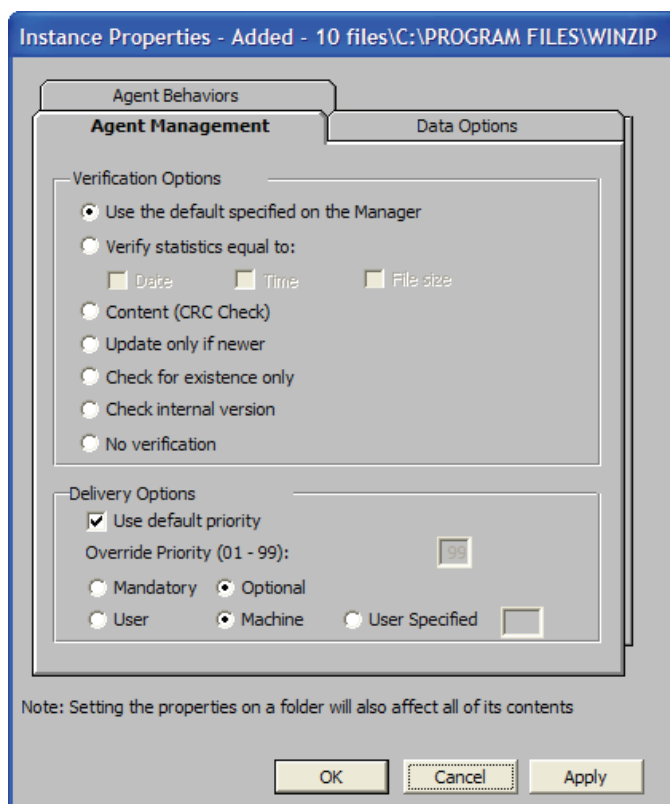 Instance Properties - Added - 10 files\C:\PROGRAM FILES\WINZIP
Agent Behaviors
Agent Management
Data Options
Verification Options
Use the default specified on the Manager
Verify statistics equal to:
Date Time File size
Content (CRC Check)
Update only if newer
Check for existence only
Check internal version
No verification
Delivery Options
Use default priority
Override Priority (01 - 99): 99
Mandatory Optional
User Machine User Specified
Note: Setting the properties on a folder will also affect all of its contents
OK Cancel Apply